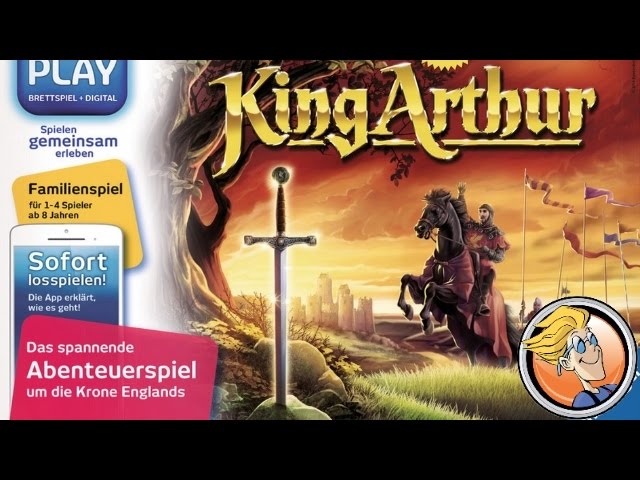 PLAY
BRETTSPIEL + DIGITAL
Spielen
gemeinsam
erleben
King Arthur
Familienspiel
für 1-4 Spieler
ab 8 Jahren
Sofort
losspielen!
Die App erklärt,
wie es geht!
Das spannende
Abenteuerspiel
um die Krone Englands